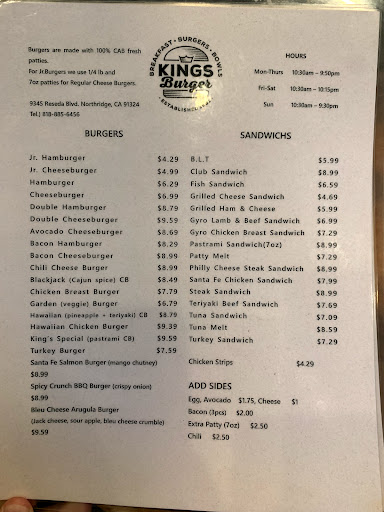 Burgers are made with 100% CAB fresh
patties.
For Jr.Burgers we use 1/4 lb and
7oz patties for Regular Cheese Burgers.
9345 Reseda Blvd. Northridge, CA 91324
Tel.) 818-885-6456
BREAKFAST • BURGERS • BOWLS
KINGS
Burger
HOURS
Mon-Thurs 10:30am – 9:50pm
Fri-Sat 10:30am – 10:15pm
Sun 10:30am – 9:30pm
BURGERS
Jr. Hamburger $4.29
Jr. Cheeseburger $4.99
Hamburger $6.29
Cheeseburger $6.99
Double Hamburger $8.79
Double Cheeseburger $9.59
Avocado Cheeseburger $8.69
Bacon Hamburger $8.29
Bacon Cheeseburger $8.99
Chili Cheese Burger $8.99
Blackjack (Cajun spice) CB $8.49
Chicken Breast Burger $7.79
Garden (veggie) Burger $6.79
Hawaiian (pineapple + teriyaki) CB $8.79
Hawaiian Chicken Burger $9.39
King's Special (pastrami CB) $9.59
Turkey Burger $7.59
Santa Fe Salmon Burger (mango chutney)
$8.99
Spicy Crunch BBQ Burger (crispy onion)
$8.99
Bleu Cheese Arugula Burger
(Jack cheese, sour apple, bleu cheese crumble)
$9.59
SANDWICHS
B.L.T $5.99
Club Sandwich $8.99
Fish Sandwich $6.59
Grilled Cheese Sandwich $4.69
Grilled Ham & Cheese $5.99
Gyro Lamb & Beef Sandwich $6.99
Gyro Chicken Breast Sandwich $7.29
Pastrami Sandwich(7oz) $8.99
Patty Melt $7.29
Philly Cheese Steak Sandwich $8.99
Santa Fe Chicken Sandwich $7.99
Steak Sandwich $8.99
Teriyaki Beef Sandwich $7.69
Tuna Sandwich $7.09
Tuna Melt $8.59
Turkey Sandwich $7.29
Chicken Strips $4.29
ADD SIDES
Egg, Avocado $1.75, Cheese $1
Bacon (3pcs) $2.00
Extra Patty (7oz) $2.50
Chili $2.50